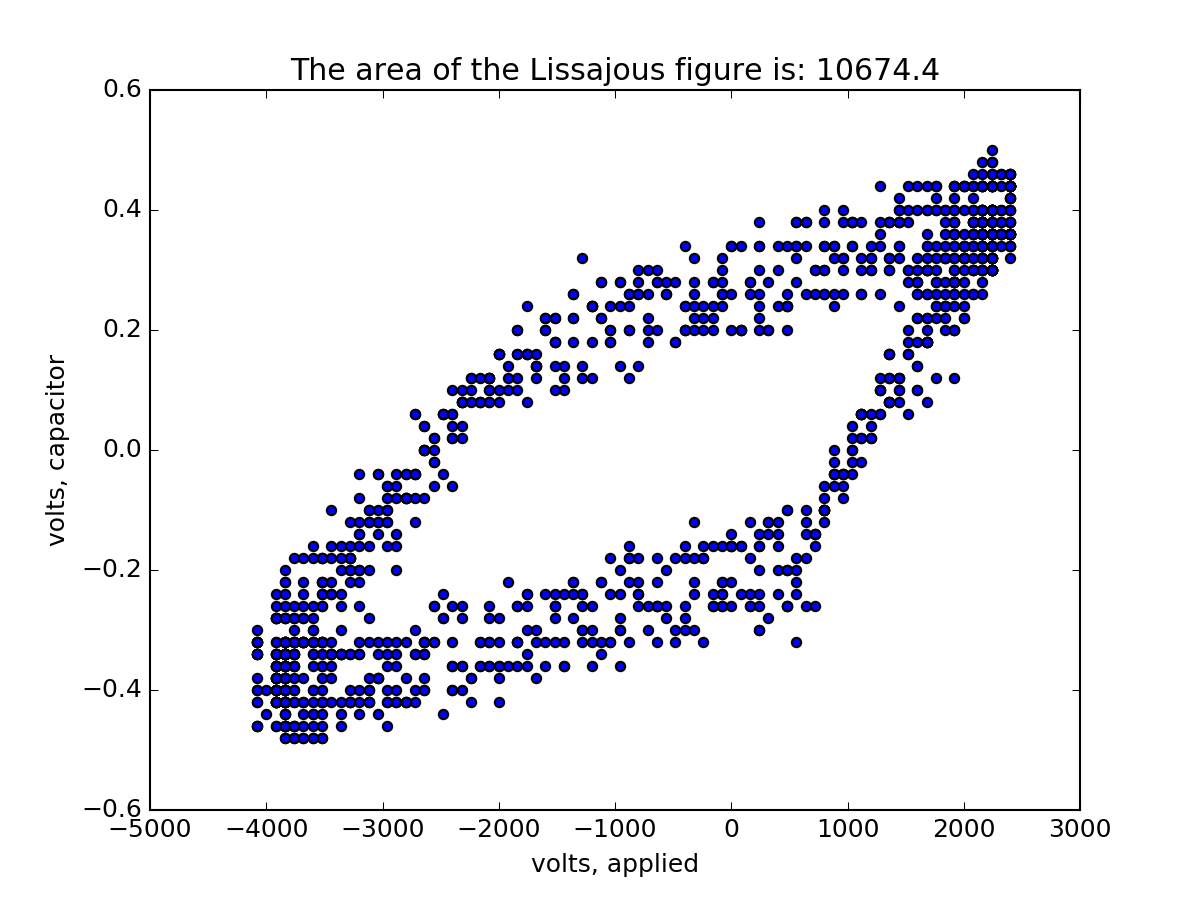 The area of the Lissajous figure is: 10674.4
0.6
0.4
0.2
0.0
−0.2
−0.4
−0.6
volts, capacitor
−5000 −4000 −3000 −2000 −1000 0 1000 2000 3000
volts, applied